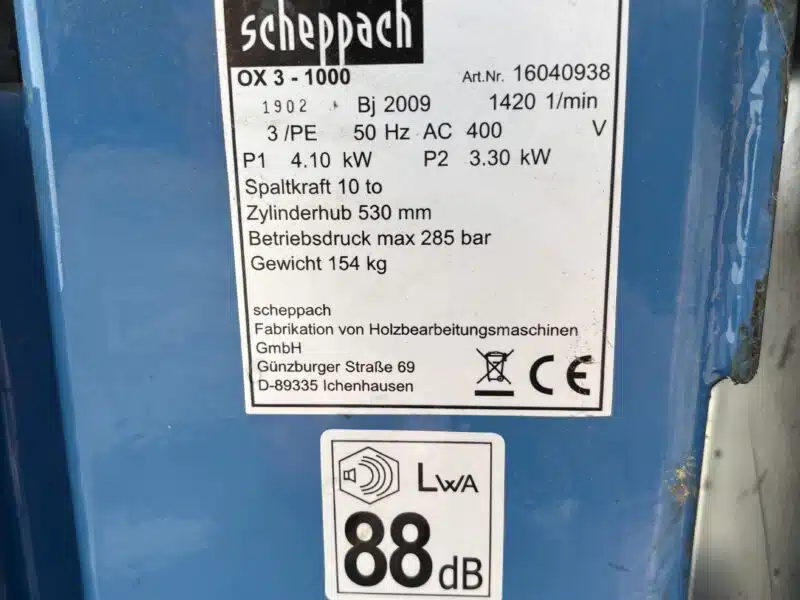 scheppach
OX 3 - 1000 Art.Nr. 16040938
1902 Bj 2009 1420 1/min
3 /PE 50 Hz AC 400 V
P1 4.10 kW P2 3.30 kW
Spaltkraft 10 to
Zylinderhub 530 mm
Betriebsdruck max 285 bar
Gewicht 154 kg
scheppach
Fabrikation von Holzbearbeitungsmaschinen
GmbH
Günzburger Straße 69
D-89335 Ichenhausen
CE
LWA
88 dB